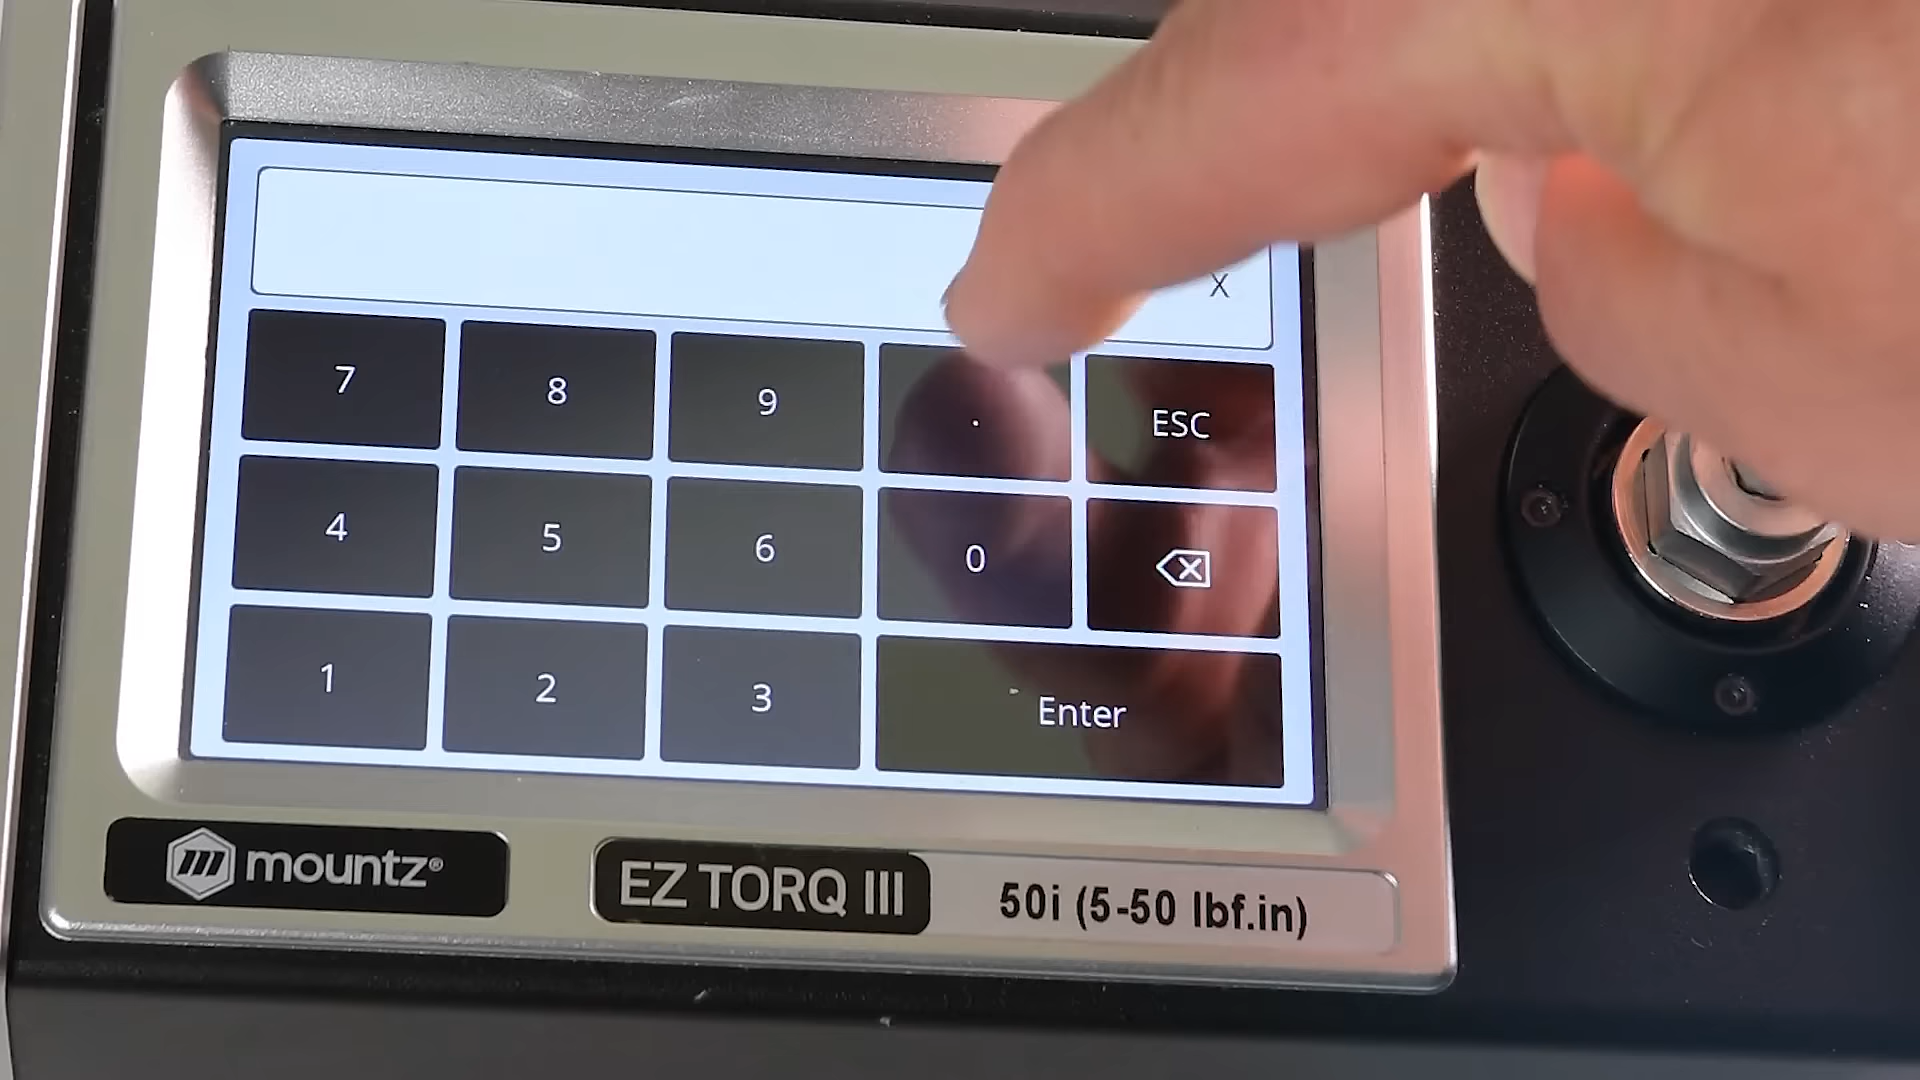 X
7 8 9 . ESC
4 5 6 0
1 2 3 Enter
mountz®
EZ TORQ III 50i (5-50 lbf.in)